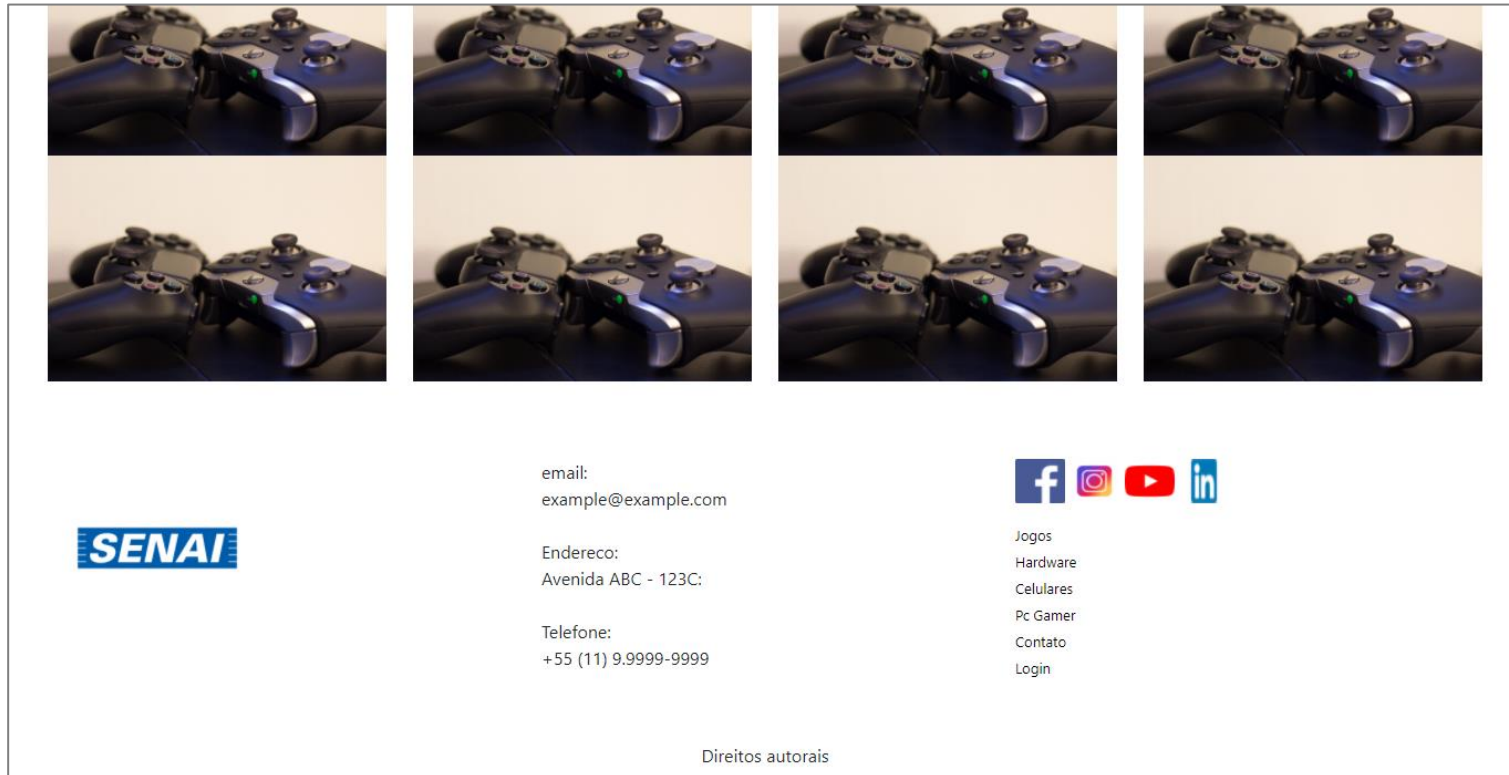 SENAI
email:
example@example.com
Endereco:
Avenida ABC - 123C:
Telefone:
+55 (11) 9.9999-9999
f
in
Jogos
Hardware
Celulares
Pc Gamer
Contato
Login
Direitos autorais